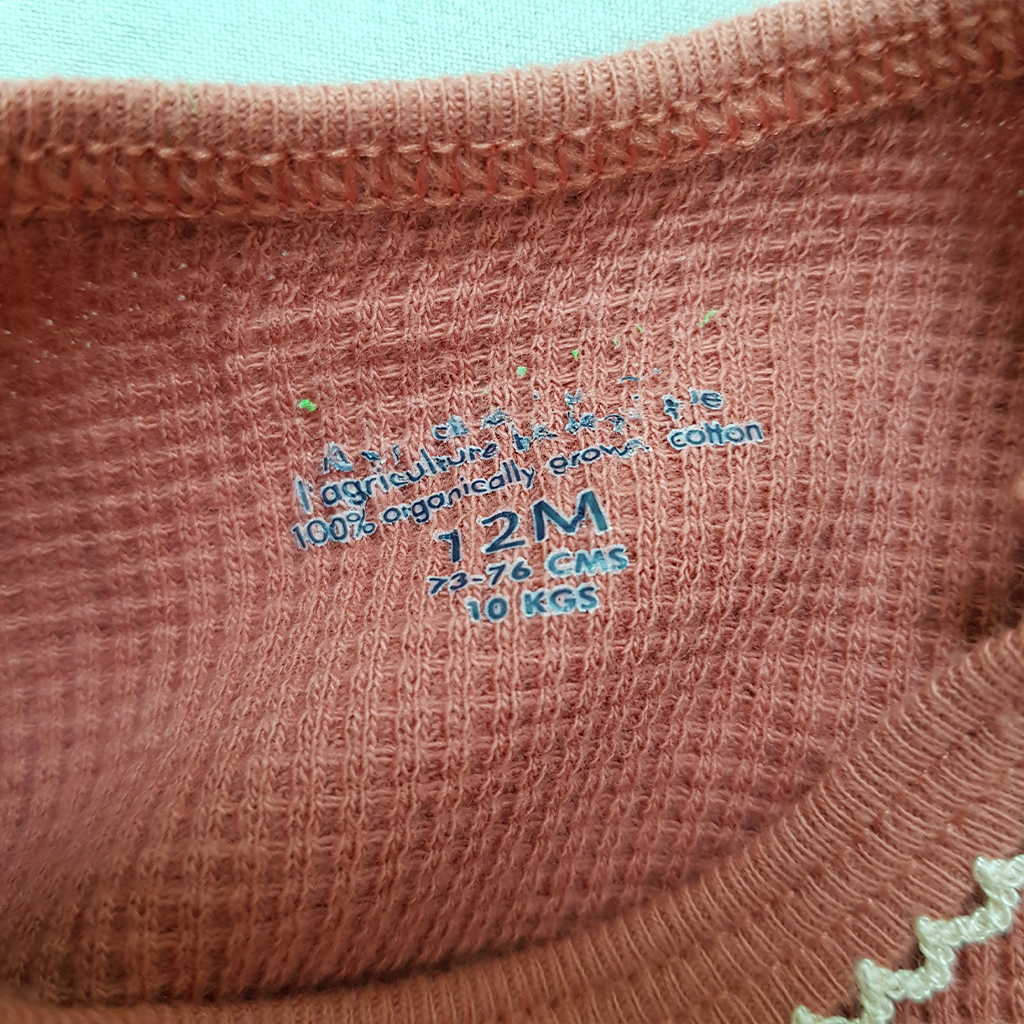 l'agriculture
100% organically grown cotton
12M
73-76 CMS
10 KGS